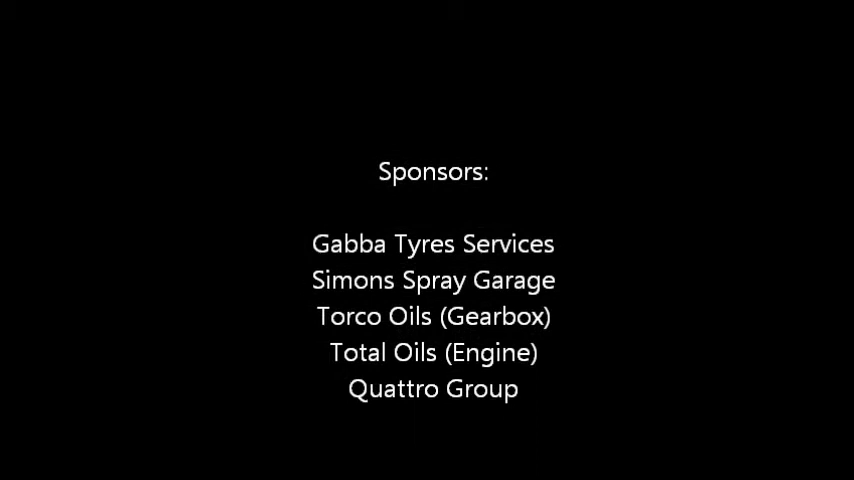 Sponsors:
Gabba Tyres Services
Simons Spray Garage
Torco Oils (Gearbox)
Total Oils (Engine)
Quattro Group